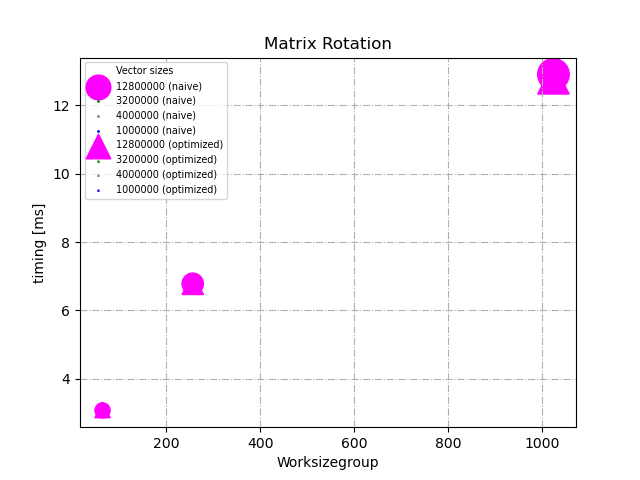 Matrix Rotation
Vector sizes
12800000 (naive)
3200000 (naive)
4000000 (naive)
1000000 (naive)
12800000 (optimized)
3200000 (optimized)
4000000 (optimized)
1000000 (optimized)
timing [ms]
12
10
8
6
4
200 400 600 800 1000
Worksizegroup